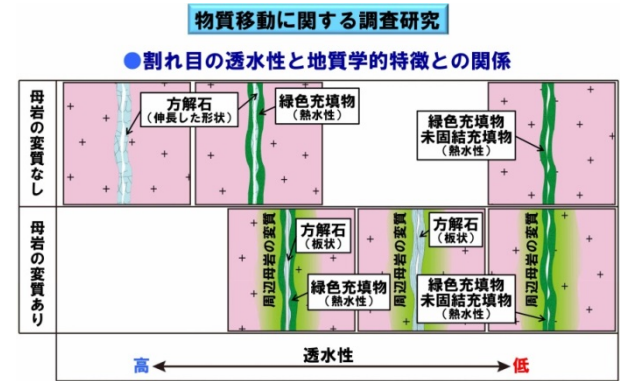 物質移動に関する調査研究
●割れ目の透水性と地質学的特徴との関係
母岩の変質なし
方解石
（伸長した形状）
緑色充填物
（熱水性）
緑色充填物
未固結充填物
（熱水性）
母岩の変質あり
周辺母岩の変質
方解石
（板状）
緑色充填物
（熱水性）
周辺母岩の変質
方解石
（板状）
周辺母岩の変質
緑色充填物
未固結充填物
（熱水性）
高
透水性
低